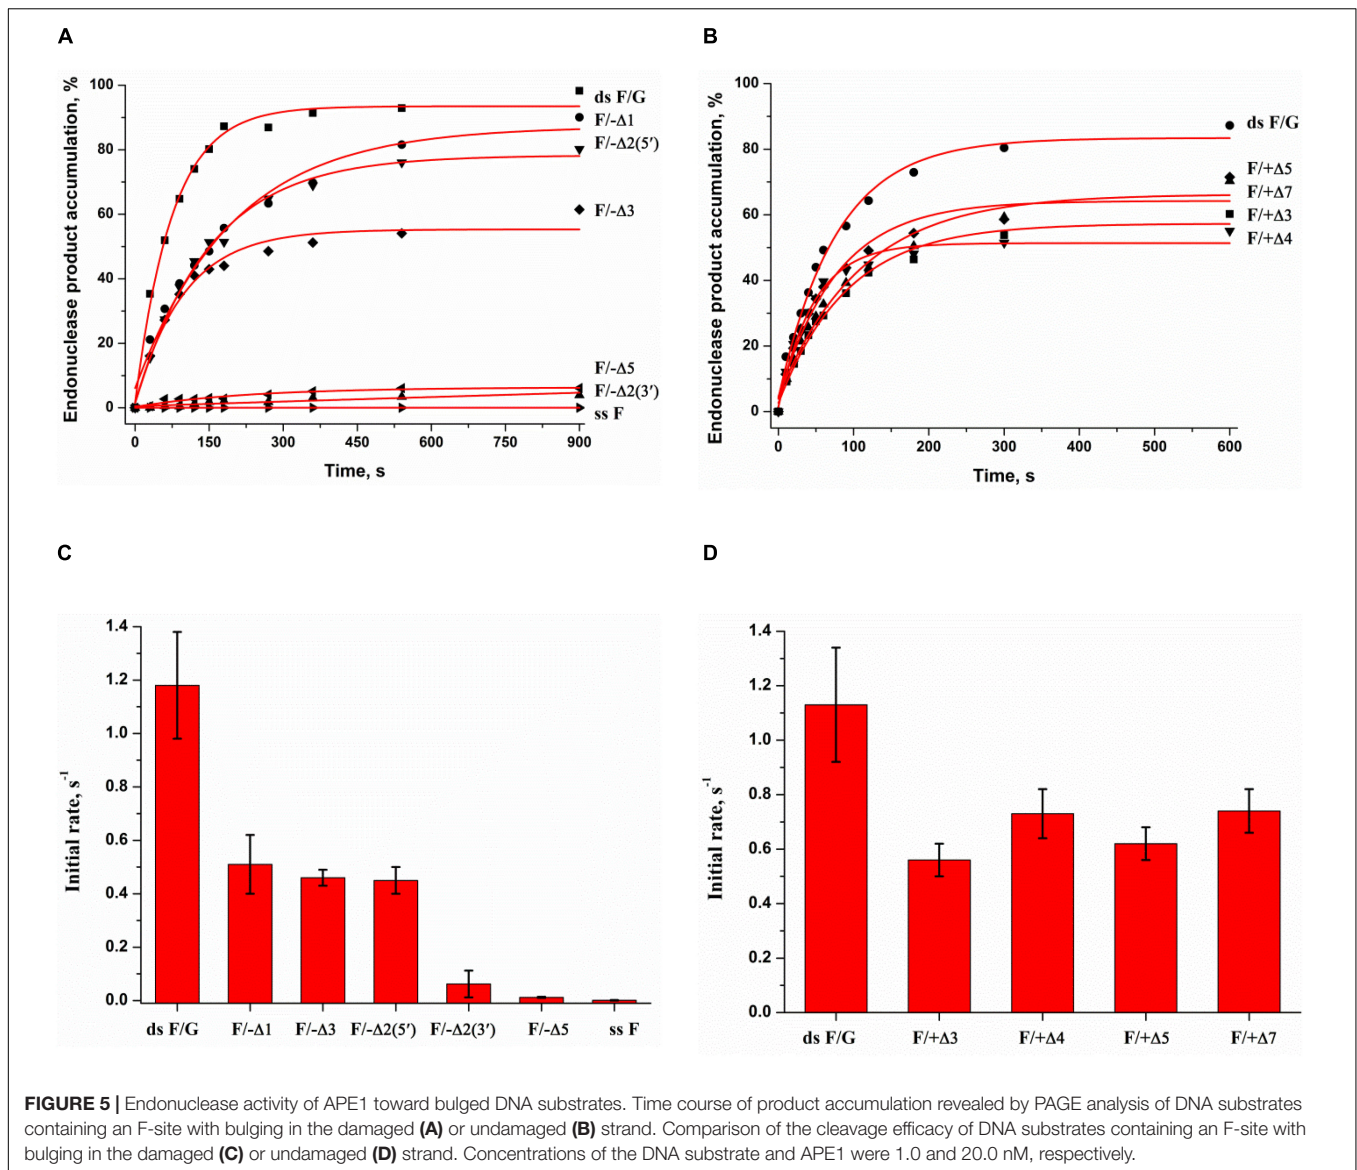 A
Endonuclease product accumulation, %
100
80
60
40
20
0
0 150 300 450 600 750 900
Time, s
ds F/G
F/-Δ1
F/-Δ2(5′)
F/-Δ3
F/-Δ5
F/-Δ2(3′)
ss F
B
Endonuclease product accumulation, %
100
80
60
40
20
0
0 100 200 300 400 500 600
Time, s
ds F/G
F/+Δ5
F/+Δ7
F/+Δ3
F/+Δ4
C
Initial rate, s⁻¹
1.4
1.2
1.0
0.8
0.6
0.4
0.2
0.0
ds F/G F/-Δ1 F/-Δ3 F/-Δ2(5′) F/-Δ2(3′) F/-Δ5 ss F
D
Initial rate, s⁻¹
1.4
1.2
1.0
0.8
0.6
0.4
0.2
0.0
ds F/G F/+Δ3 F/+Δ4 F/+Δ5 F/+Δ7
FIGURE 5 | Endonuclease activity of APE1 toward bulged DNA substrates. Time course of product accumulation revealed by PAGE analysis of DNA substrates
containing an F-site with bulging in the damaged (A) or undamaged (B) strand. Comparison of the cleavage efficacy of DNA substrates containing an F-site with
bulging in the damaged (C) or undamaged (D) strand. Concentrations of the DNA substrate and APE1 were 1.0 and 20.0 nM, respectively.